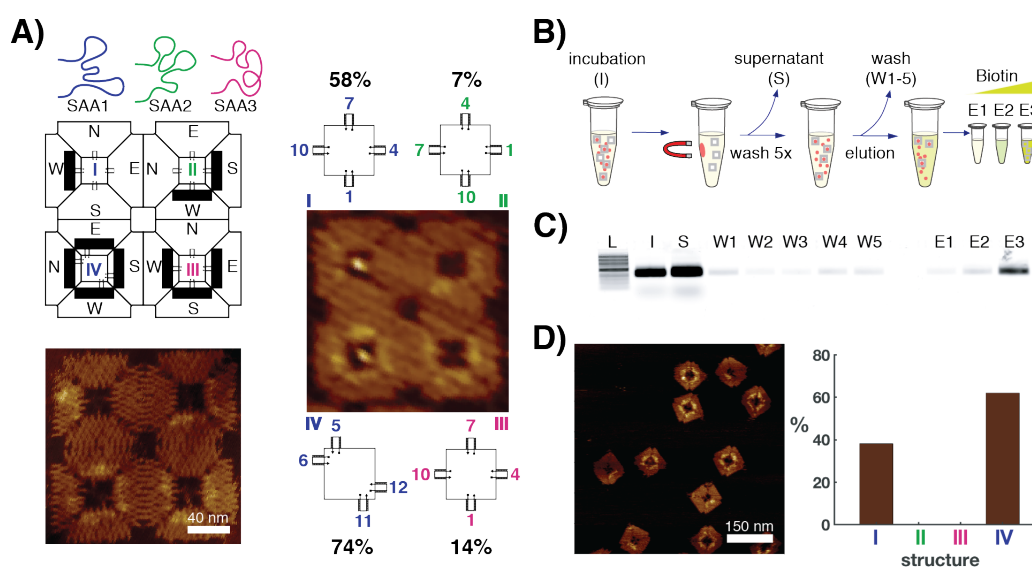 A)
SAA1 SAA2 SAA3
N E
W I E N II S
S W
E N
N IV S W III E
W S
40 nm
58% 7%
7 4
10 4 7 1
1 10
I II
IV III
5 7
6 10 4
12
11 1
74% 14%
B)
incubation
(I)
supernatant
(S)
wash
(W1-5)
Biotin
E1 E2 E3
wash 5x
elution
C)
L I S W1 W2 W3 W4 W5 E1 E2 E3
D)
150 nm
80
60
%
40
20
0
I II III IV
structure